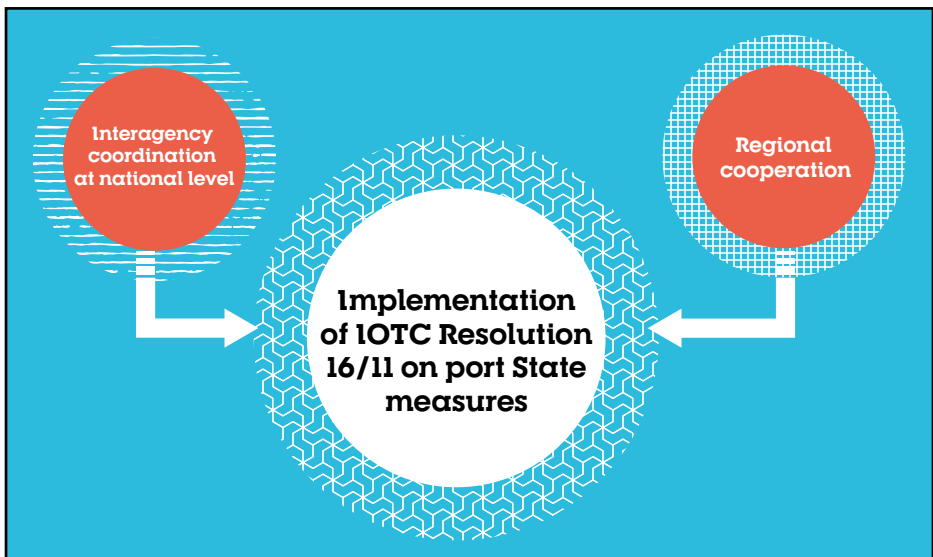 Interagency
coordination
at national level
Regional
cooperation
Implementation
of IOTC Resolution
16/11 on port State
measures